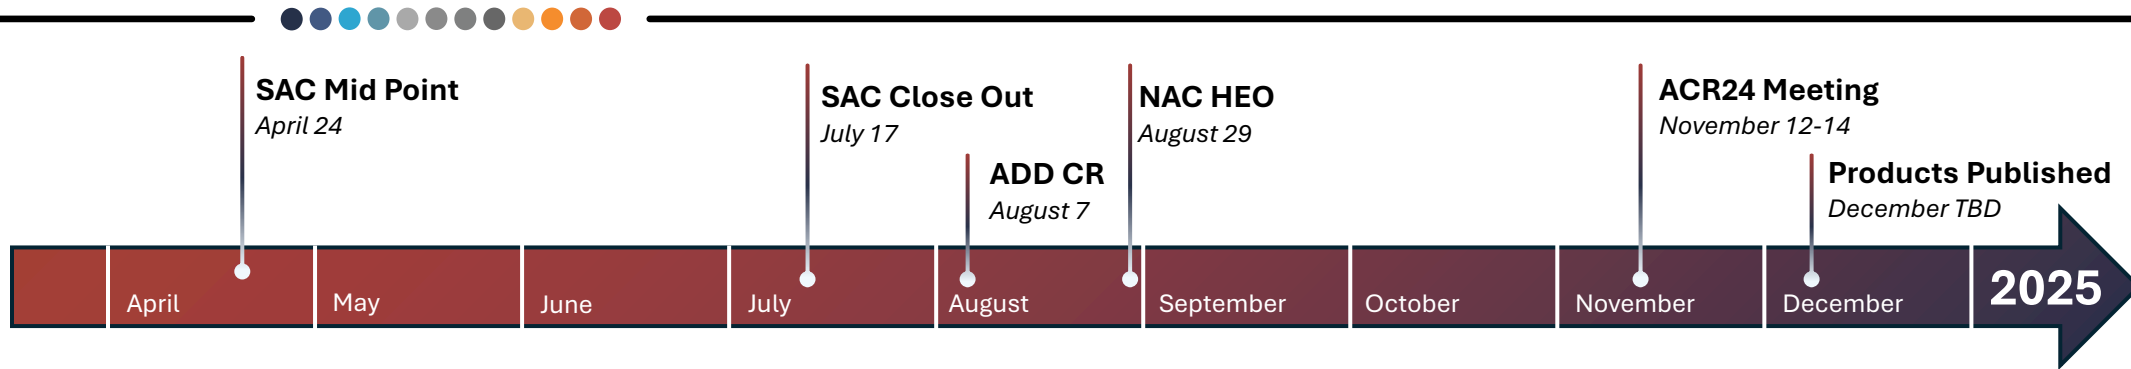 SAC Mid Point
April 24
SAC Close Out
July 17
ADD CR
August 7
NAC HEO
August 29
ACR24 Meeting
November 12-14
Products Published
December TBD
April
May
June
July
August
September
October
November
December
2025